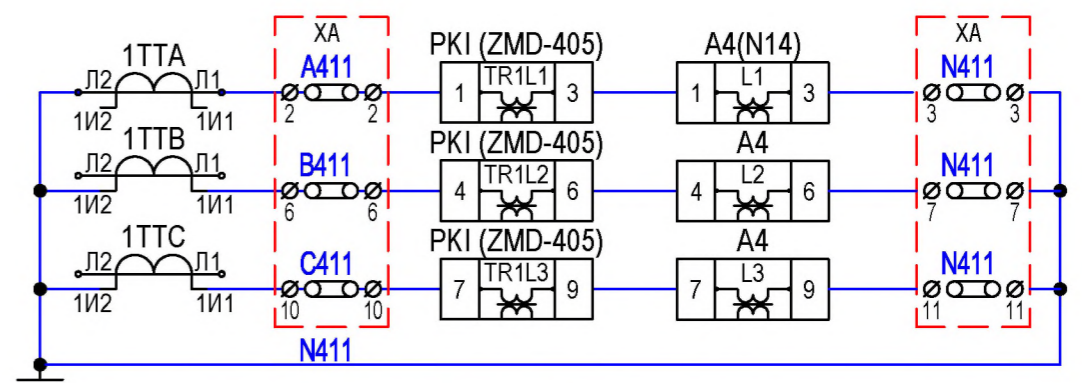 XA PKI (ZMD-405) A4(N14) XA
1TTA A411 TR1L1 L1 N411
Л2 Л1 1 3 1 3
1И2 1И1 2 2 3 3
1TTB PKI (ZMD-405) A4
Л2 Л1 B411 TR1L2 L2 N411
4 6 4 6
1И2 1И1 6 6 7 7
1TTC PKI (ZMD-405) A4
Л2 Л1 C411 TR1L3 L3 N411
7 9 7 9
1И2 1И1 10 10 11 11
N411